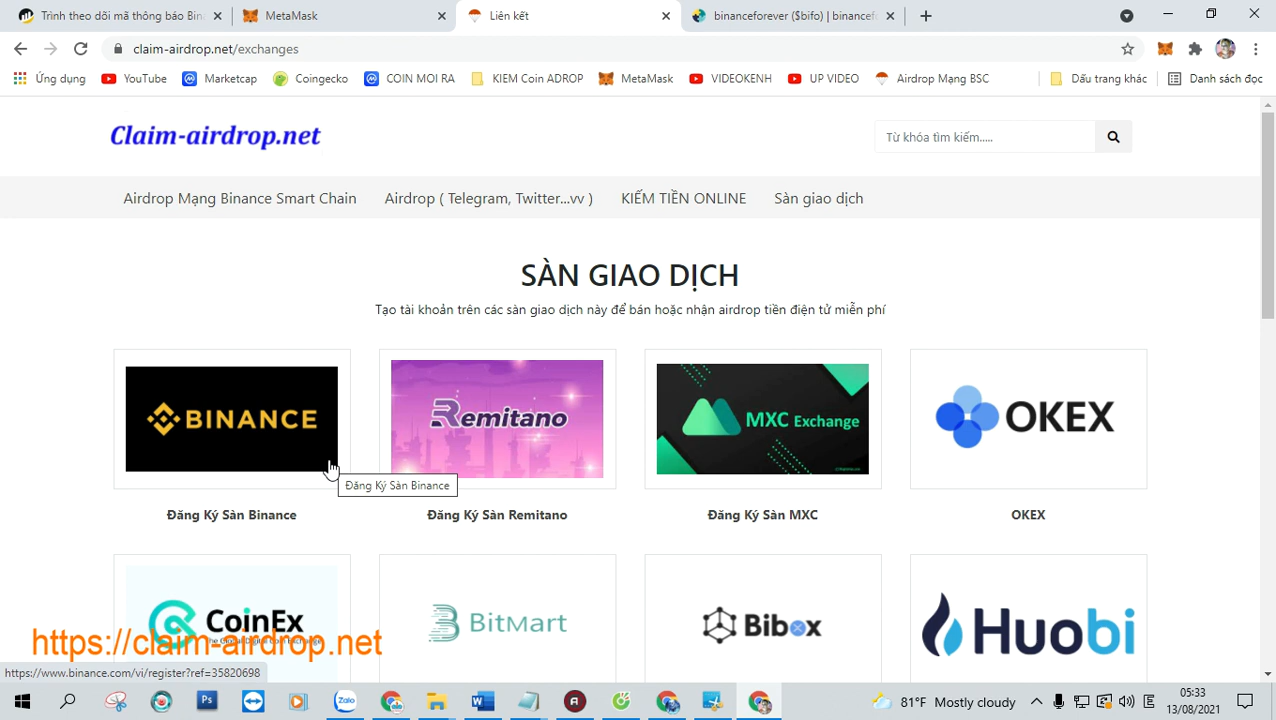 Trình theo dõi mã thông báo Bin
MetaMask
Liên kết
binanceforever ($bifo) | binancef
claim-airdrop.net/exchanges
Ứng dụng
YouTube
Marketcap
Coingecko
COIN MOI RA
KIEM Coin ADROP
MetaMask
VIDEOKENH
UP VIDEO
Airdrop Mạng BSC
Dấu trang khác
Danh sách đọc
Claim-airdrop.net
Từ khóa tìm kiếm.....
Airdrop Mạng Binance Smart Chain
Airdrop ( Telegram, Twitter...vv )
KIẾM TIỀN ONLINE
Sàn giao dịch
SÀN GIAO DỊCH
Tạo tài khoản trên các sàn giao dịch này để bán hoặc nhận airdrop tiền điện tử miễn phí
BINANCE
Remitano
MXC Exchange
OKEX
Đăng Ký Sàn Binance
Đăng Ký Sàn Binance
Đăng Ký Sàn Remitano
Đăng Ký Sàn MXC
OKEX
CoinEx
BitMart
Bibox
Huobi
https://claim-airdrop.net
https://www.binance.com/vi/register?ref=35820698
Zalo
81°F Mostly cloudy
05:33
13/08/2021